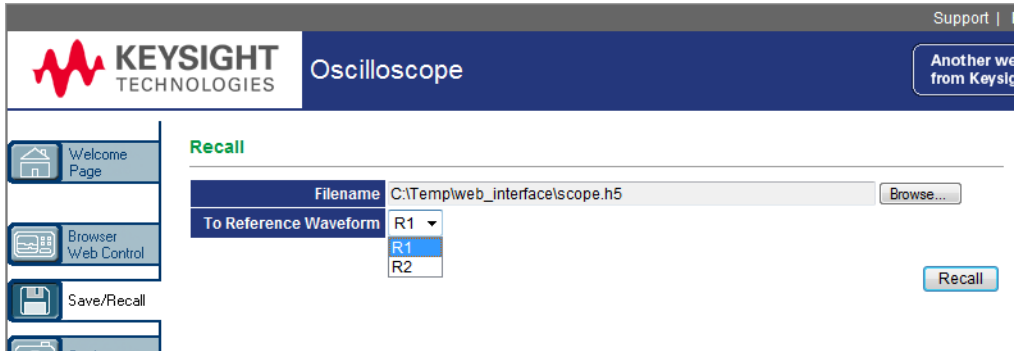 Support |
KEYSIGHT
TECHNOLOGIES
Oscilloscope
Another we
from Keysig
Welcome
Page
Recall
Filename C:\Temp\web_interface\scope.h5 Browse...
To Reference Waveform R1
R1
R2
Browser
Web Control
Recall
Save/Recall